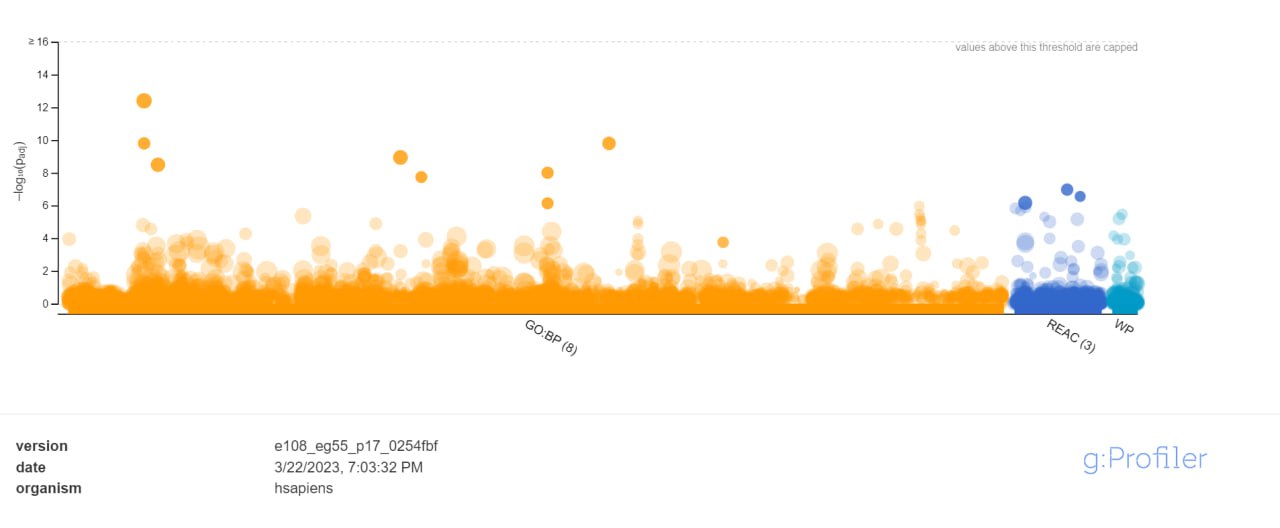 values above this threshold are capped
≥ 16
14
12
10
8
6
4
2
0
−log₁₀(p_adj)
GO:BP (8)
REAC (3)
WP
version e108_eg55_p17_0254fbf
date 3/22/2023, 7:03:32 PM
organism hsapiens
g:Profiler